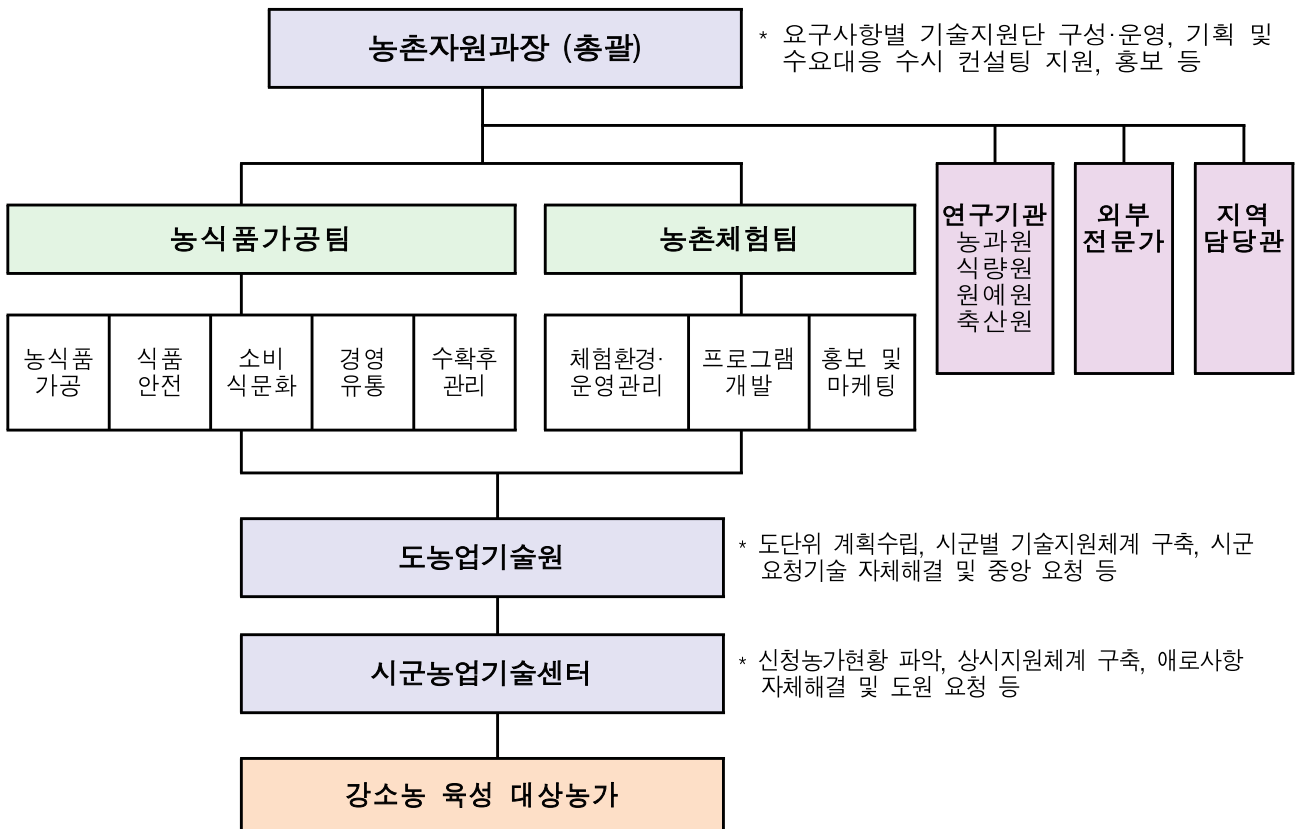 농촌자원과장 (총괄)
* 요구사항별 기술지원단 구성·운영, 기획 및
수요대응 수시 컨설팅 지원, 홍보 등
농식품가공팀
농촌체험팀
연구기관
농과원
식량원
원예원
축산원
외부
전문가
지역
담당관
농식품
가공
식품
안전
소비
식문화
경영
유통
수확후
관리
체험환경·
운영관리
프로그램
개발
홍보 및
마케팅
도농업기술원
* 도단위 계획수립, 시군별 기술지원체계 구축, 시군
요청기술 자체해결 및 중앙 요청 등
시군농업기술센터
* 신청농가현황 파악, 상시지원체계 구축, 애로사항
자체해결 및 도원 요청 등
강소농 육성 대상농가